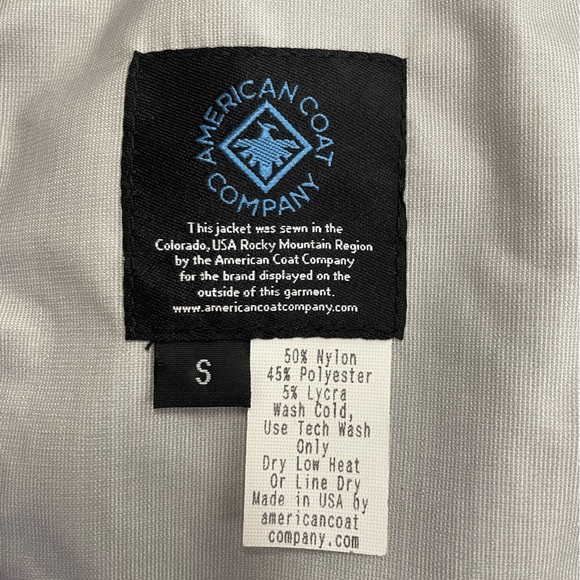 AMERICAN COAT
COMPANY
This jacket was sewn in the
Colorado, USA Rocky Mountain Region
by the American Coat Company
for the brand displayed on the
outside of this garment.
www.americancoatcompany.com
S
50% Nylon
45% Polyester
5% Lycra
Wash Cold,
Use Tech Wash
Only
Dry Low Heat
Or Line Dry
Made in USA by
americancoat
company.com